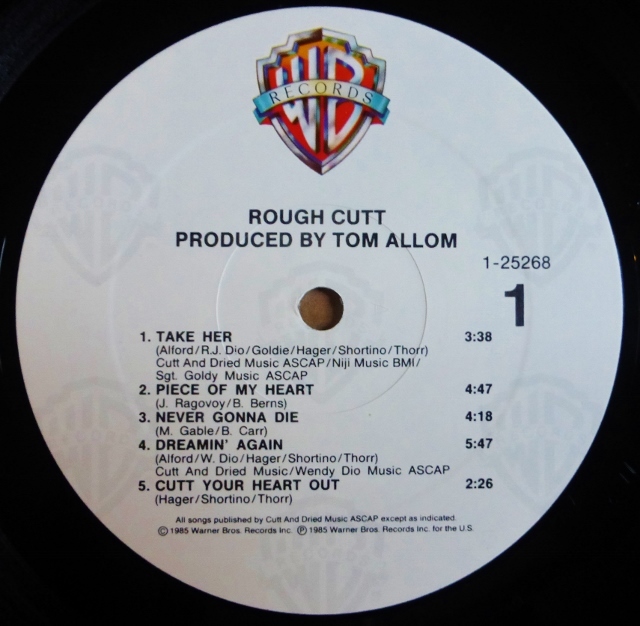 WB
RECORDS
ROUGH CUTT
PRODUCED BY TOM ALLOM
1-25268
1
1. TAKE HER 3:38
(Alford/R.J. Dio/Goldie/Hager/Shortino/Thorr)
Cutt And Dried Music ASCAP/Niji Music BMI/
Sgt. Goldy Music ASCAP
2. PIECE OF MY HEART 4:47
(J. Ragovoy/B. Berns)
3. NEVER GONNA DIE 4:18
(M. Gable/B. Carr)
4. DREAMIN' AGAIN 5:47
(Alford/W. Dio/Hager/Shortino/Thorr)
Cutt And Dried Music/Wendy Dio Music ASCAP
5. CUTT YOUR HEART OUT 2:26
(Hager/Shortino/Thorr)
All songs published by Cutt And Dried Music ASCAP except as indicated.
© 1985 Warner Bros. Records Inc. ℗ 1985 Warner Bros. Records Inc. for the U.S.